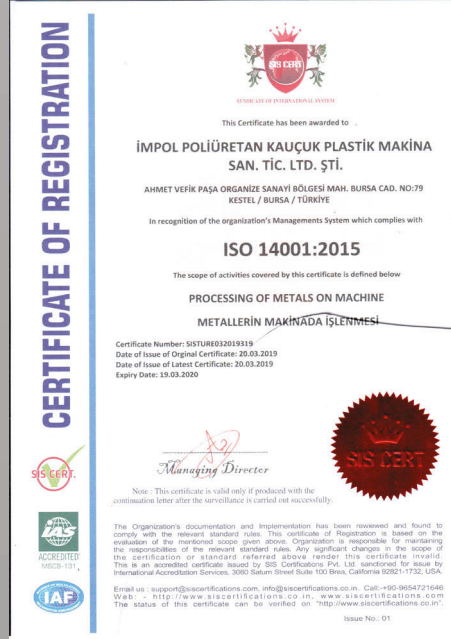 CERTIFICATE OF REGISTRATION
SIS CERT
SYNDICATE OF INTERNATIONAL SYSTEM
This Certificate has been awarded to
İMPOL POLİÜRETAN KAUÇUK PLASTİK MAKİNA
SAN. TİC. LTD. ŞTİ.
AHMET VEFİK PAŞA ORGANİZE SANAYİ BÖLGESİ MAH. BURSA CAD. NO:79
KESTEL / BURSA / TÜRKİYE
In recognition of the organization's Managements System which complies with
ISO 14001:2015
The scope of activities covered by this certificate is defined below
PROCESSING OF METALS ON MACHINE
METALLERİN MAKİNADA İŞLENMESİ
Certificate Number: SISTURE032019319
Date of Issue of Orginal Certificate: 20.03.2019
Date of Issue of Latest Certificate: 20.03.2019
Expiry Date: 19.03.2020
Managing Director
SIS CERT
SIS CERT.
Note : This certificate is valid only if produced with the
continuation letter after the surveillance is carried out successfully.
IAS
ACCREDITED
MSCB-131
IAF
The Organization's documentation and Implementation has been reviewed and found to
comply with the relevant standard rules. This certificate of Registration is based on the
evaluation of the mentioned scope given above. Organization is responsible for maintaining
the responsibilities of the relevant standard rules. Any significant changes in the scope of
the certification or standard referred above render this certificate invalid.
This is an accredited certificate issued by SIS Certifications Pvt. Ltd. sanctioned for issue by
International Accreditation Services, 3060 Saturn Street Suite 100 Brea, California 92821-1732, USA.
Email us : support@siscertifications.com, info@siscertifications.co.in. Call:-+90-9654721646
Web: - http://www.siscertifications.co.in, www.siscertifications.com
The status of this certificate can be verified on "http://www.siscertifications.co.in".
Issue No.: 01